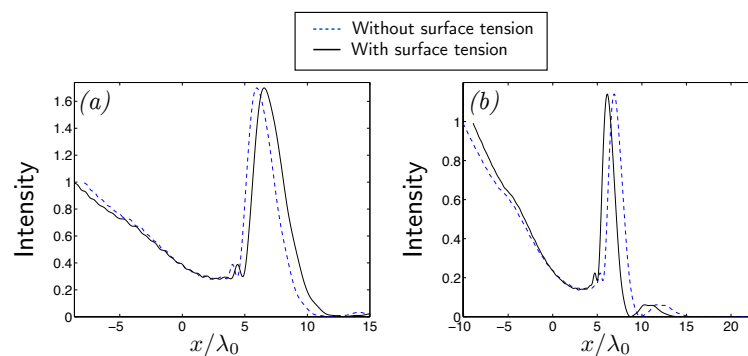 Without surface tension
With surface tension
(a)
Intensity
1.6
1.4
1.2
1
0.8
0.6
0.4
0.2
0
−5 0 5 10 15
x/λ₀
(b)
Intensity
1
0.8
0.6
0.4
0.2
0
−10 −5 0 5 10 15 20
x/λ₀